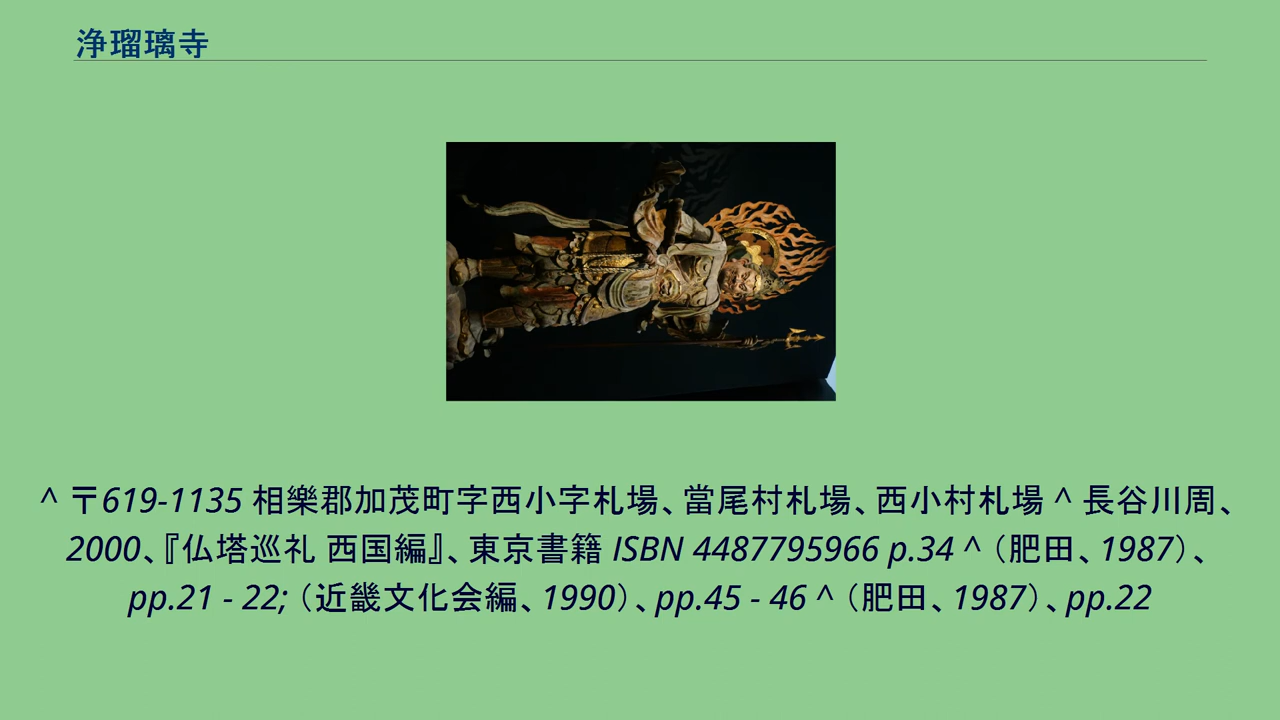 浄瑠璃寺
^ 〒619-1135 相樂郡加茂町字西小字札場、當尾村札場、西小村札場 ^ 長谷川周、
2000、『仏塔巡礼 西国編』、東京書籍 ISBN 4487795966 p.34 ^ （肥田、1987）、
pp.21 - 22; （近畿文化会編、1990）、pp.45 - 46 ^ （肥田、1987）、pp.22